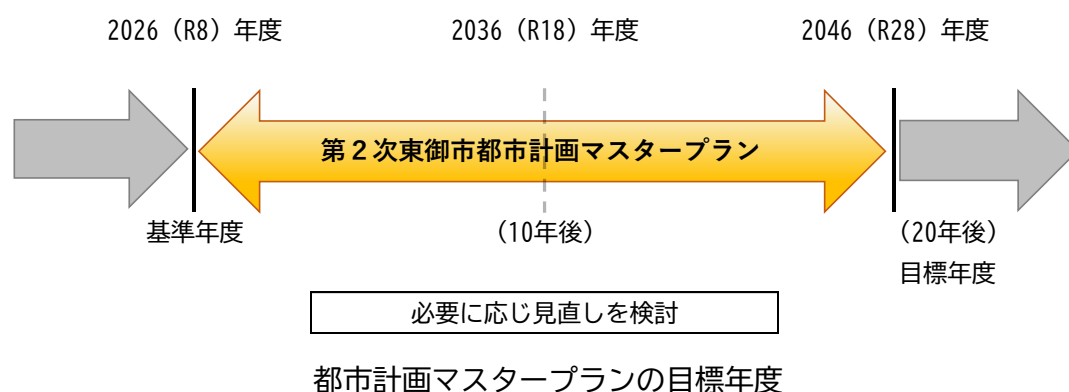 2026（R8）年度
2036（R18）年度
2046（R28）年度
第２次東御市都市計画マスタープラン
基準年度
（10年後）
（20年後）
目標年度
必要に応じ見直しを検討
都市計画マスタープランの目標年度